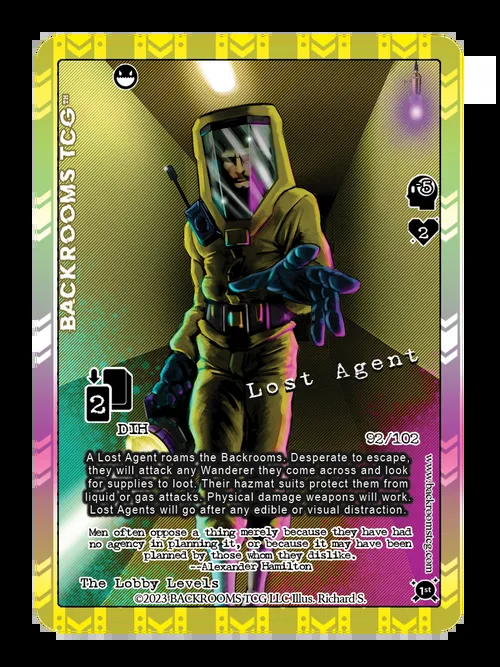 BACKROOMS TCG™
5
2
Lost Agent
2
DIH
92/102
A Lost Agent roams the Backrooms. Desperate to escape,
they will attack any Wanderer they come across and look
for supplies to loot. Their hazmat suits protect them from
liquid or gas attacks. Physical damage weapons will work.
Lost Agents will go after any edible or visual distraction.
www.backroomstcg.com
Men often oppose a thing merely because they have had
no agency in planning it, or because it may have been
planned by those whom they dislike.
--Alexander Hamilton
The Lobby Levels
1st
©2023 BACKROOMS TCG LLC Illus. Richard S.